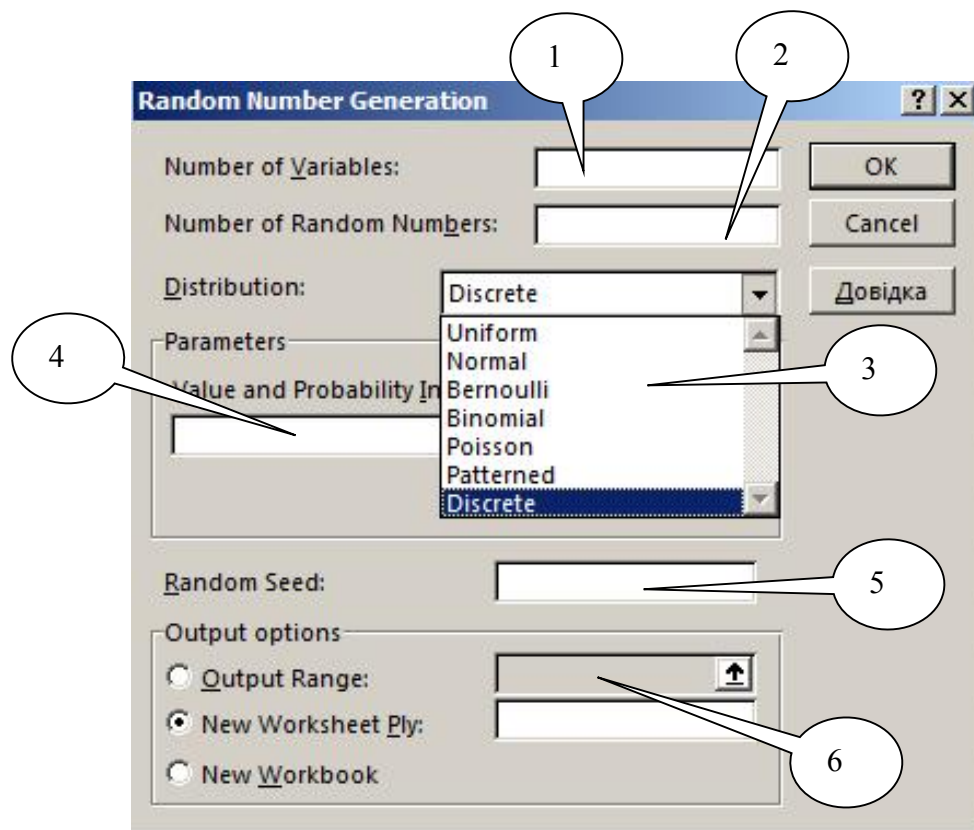 1
2
Random Number Generation
Number of Variables:
OK
Number of Random Numbers:
Cancel
Distribution:
Discrete
Довідка
Parameters
Value and Probability In
Uniform
Normal
Bernoulli
Binomial
Poisson
Patterned
Discrete
3
4
Random Seed:
5
Output options
Output Range:
New Worksheet Ply:
New Workbook
6